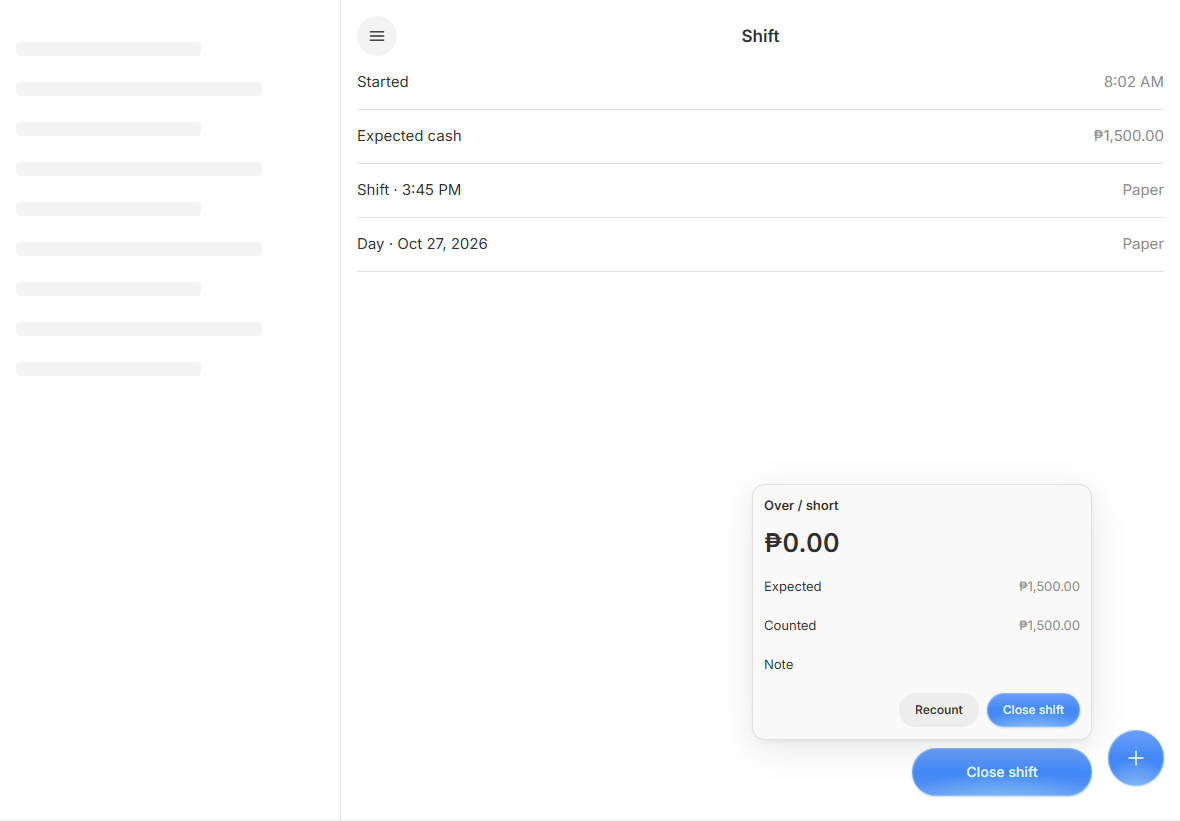 Shift
Started 8:02 AM
Expected cash ₱1,500.00
Shift · 3:45 PM Paper
Day · Oct 27, 2026 Paper
Over / short
₱0.00
Expected ₱1,500.00
Counted ₱1,500.00
Note
Recount Close shift
Close shift